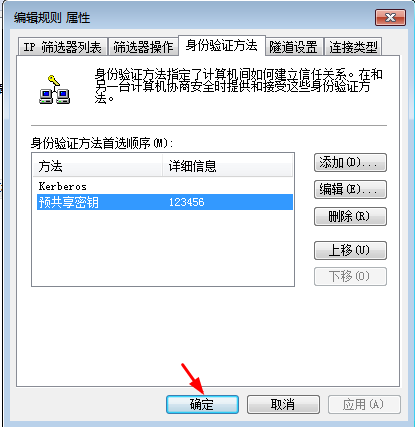 编辑规则 属性
IP 筛选器列表 筛选器操作 身份验证方法 隧道设置 连接类型
身份验证方法指定了计算机间如何建立信任关系。在和
另一台计算机协商安全时提供和接受这些身份验证方
法。
身份验证方法首选顺序(M):
方法 详细信息
Kerberos
预共享密钥 123456
添加(D)...
编辑(E)...
删除(R)
上移(U)
下移(O)
确定 取消 应用(A)